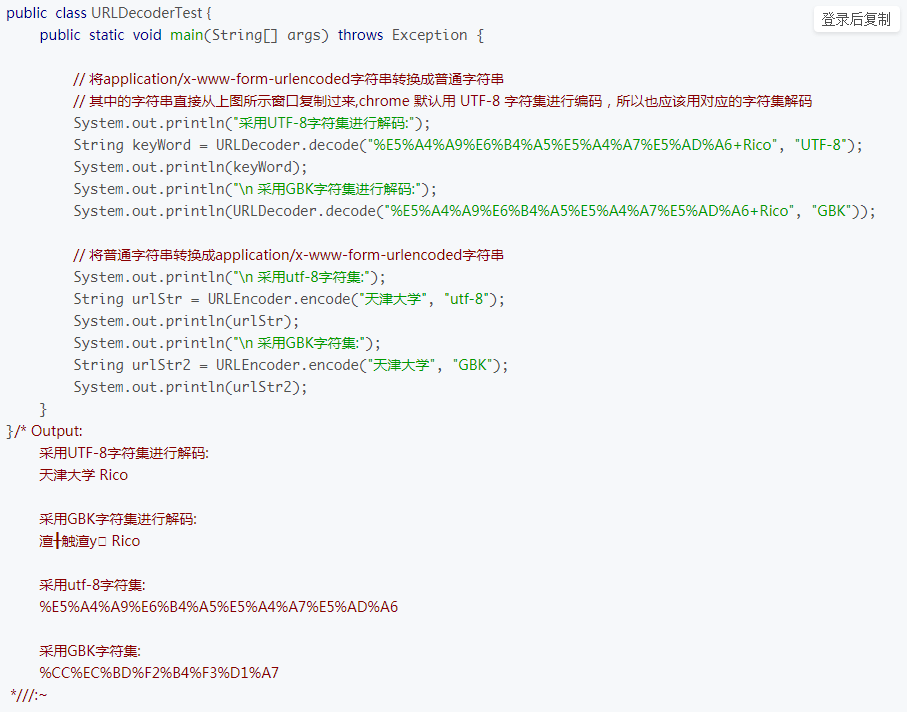 public class URLDecoderTest {
登录后复制
public static void main(String[] args) throws Exception {
// 将application/x-www-form-urlencoded字符串转换成普通字符串
// 其中的字符串直接从上图所示窗口复制过来,chrome 默认用 UTF-8 字符集进行编码，所以也应该用对应的字符集解码
System.out.println("采用UTF-8字符集进行解码:");
String keyWord = URLDecoder.decode("%E5%A4%A9%E6%B4%A5%E5%A4%A7%E5%AD%A6+Rico", "UTF-8");
System.out.println(keyWord);
System.out.println("\n 采用GBK字符集进行解码:");
System.out.println(URLDecoder.decode("%E5%A4%A9%E6%B4%A5%E5%A4%A7%E5%AD%A6+Rico", "GBK"));
// 将普通字符串转换成application/x-www-form-urlencoded字符串
System.out.println("\n 采用utf-8字符集:");
String urlStr = URLEncoder.encode("天津大学", "utf-8");
System.out.println(urlStr);
System.out.println("\n 采用GBK字符集:");
String urlStr2 = URLEncoder.encode("天津大学", "GBK");
System.out.println(urlStr2);
}
}/* Output:
采用UTF-8字符集进行解码:
天津大学 Rico
采用GBK字符集进行解码:
澶╂触澶у Rico
采用utf-8字符集:
%E5%A4%A9%E6%B4%A5%E5%A4%A7%E5%AD%A6
采用GBK字符集:
%CC%EC%BD%F2%B4%F3%D1%A7
*///:~